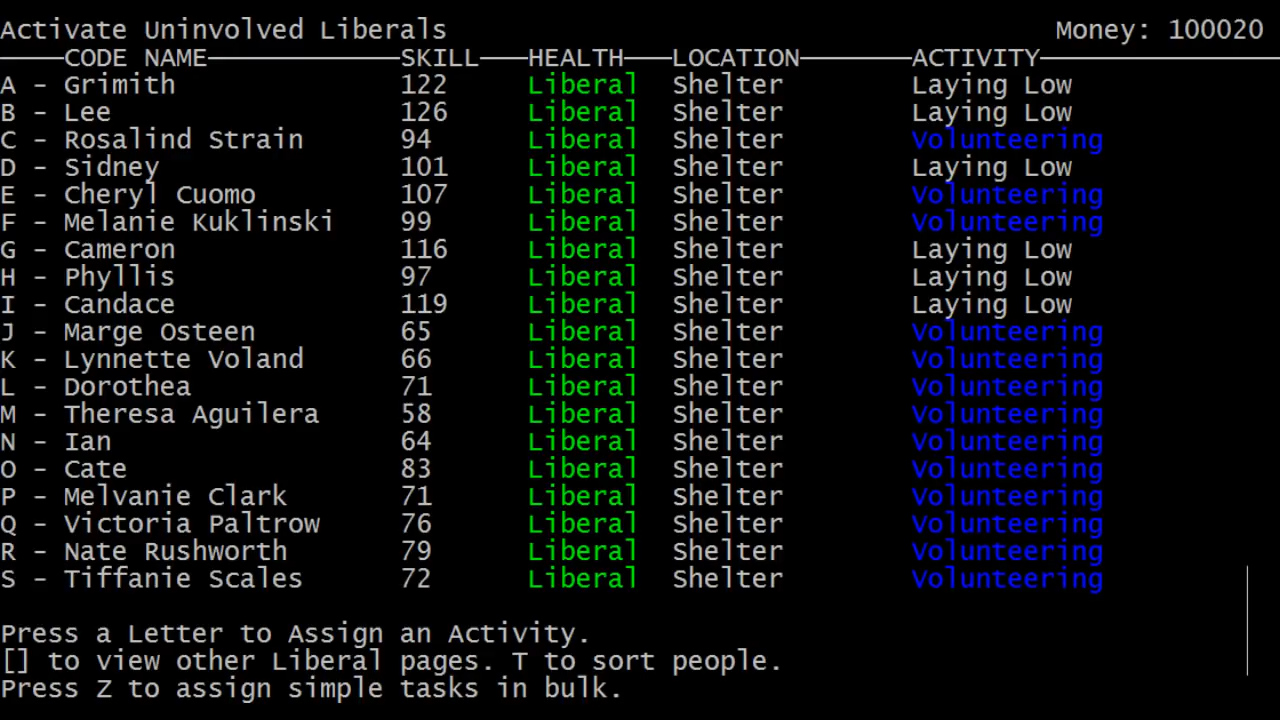 Activate Uninvolved Liberals Money: 100020
CODE NAME SKILL HEALTH LOCATION ACTIVITY
A - Grimith 122 Liberal Shelter Laying Low
B - Lee 126 Liberal Shelter Laying Low
C - Rosalind Strain 94 Liberal Shelter Volunteering
D - Sidney 101 Liberal Shelter Laying Low
E - Cheryl Cuomo 107 Liberal Shelter Volunteering
F - Melanie Kuklinski 99 Liberal Shelter Volunteering
G - Cameron 116 Liberal Shelter Laying Low
H - Phyllis 97 Liberal Shelter Laying Low
I - Candace 119 Liberal Shelter Laying Low
J - Marge Osteen 65 Liberal Shelter Volunteering
K - Lynnette Voland 66 Liberal Shelter Volunteering
L - Dorothea 71 Liberal Shelter Volunteering
M - Theresa Aguilera 58 Liberal Shelter Volunteering
N - Ian 64 Liberal Shelter Volunteering
O - Cate 83 Liberal Shelter Volunteering
P - Melvanie Clark 71 Liberal Shelter Volunteering
Q - Victoria Paltrow 76 Liberal Shelter Volunteering
R - Nate Rushworth 79 Liberal Shelter Volunteering
S - Tiffanie Scales 72 Liberal Shelter Volunteering
Press a Letter to Assign an Activity.
[] to view other Liberal pages. T to sort people.
Press Z to assign simple tasks in bulk.